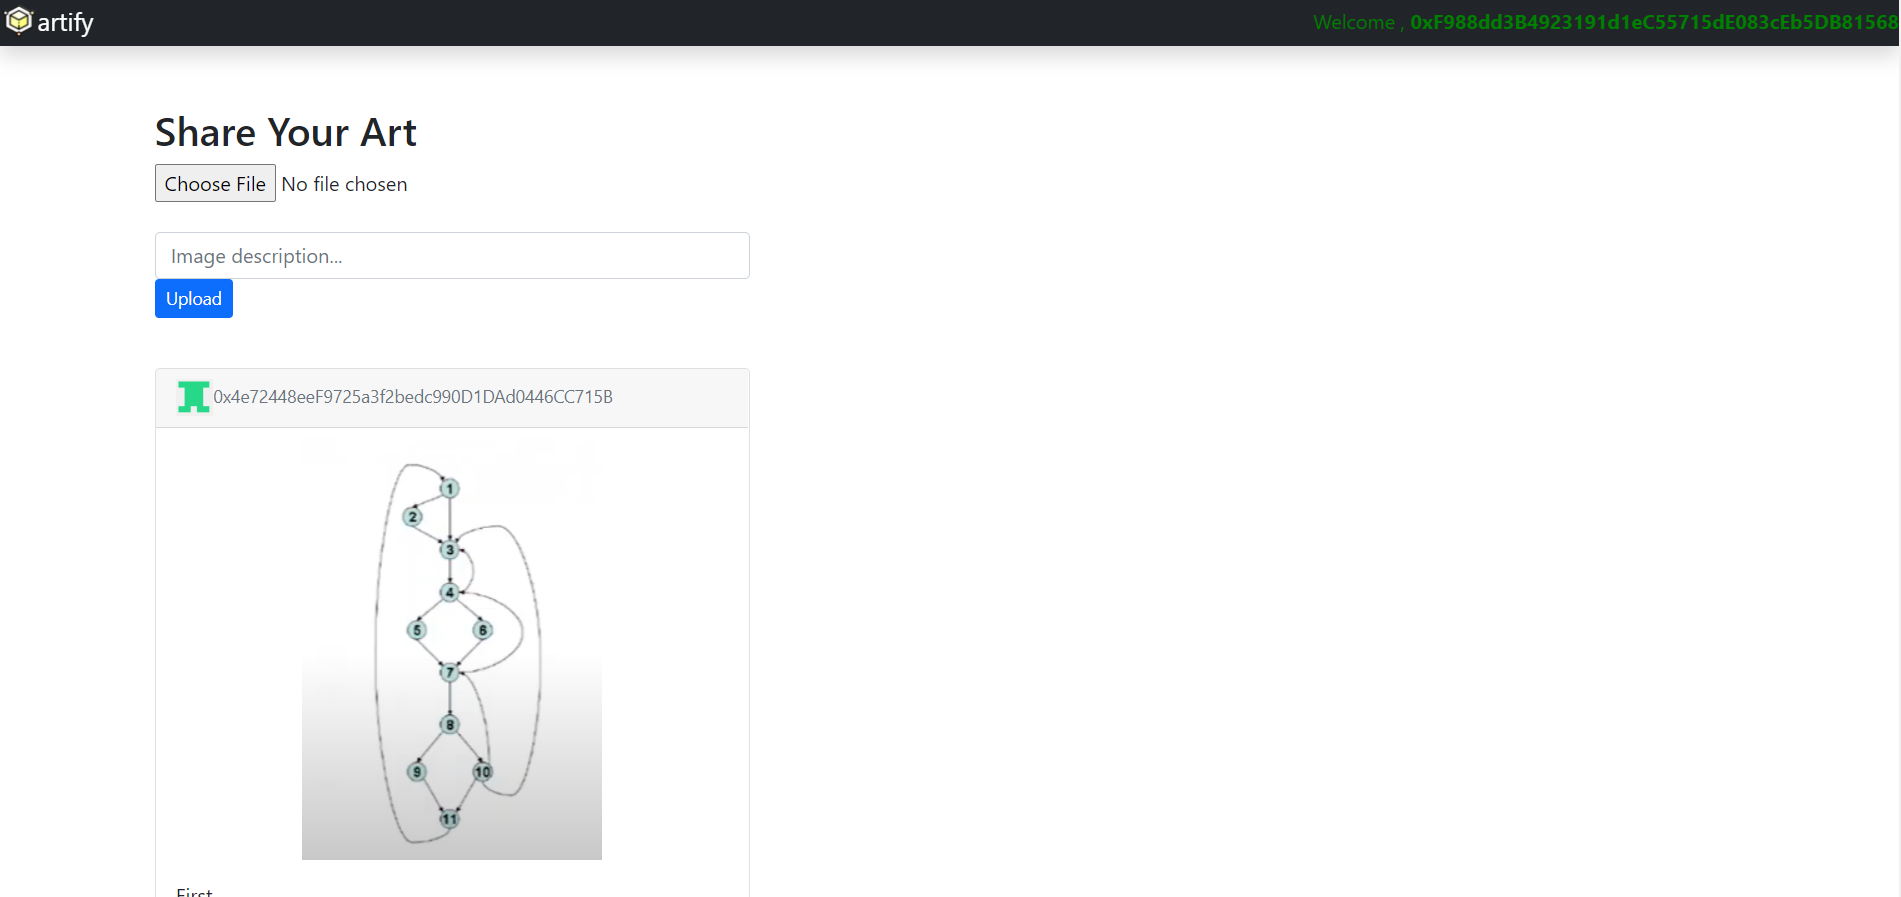 artify
Welcome , 0xF988dd3B4923191d1eC55715dE083cEb5DB81568
Share Your Art
Choose File No file chosen
Image description...
Upload
0x4e72448eeF9725a3f2bedc990D1DAd0446CC715B
1
2
3
4
5 6
7
8
9 10
11
First